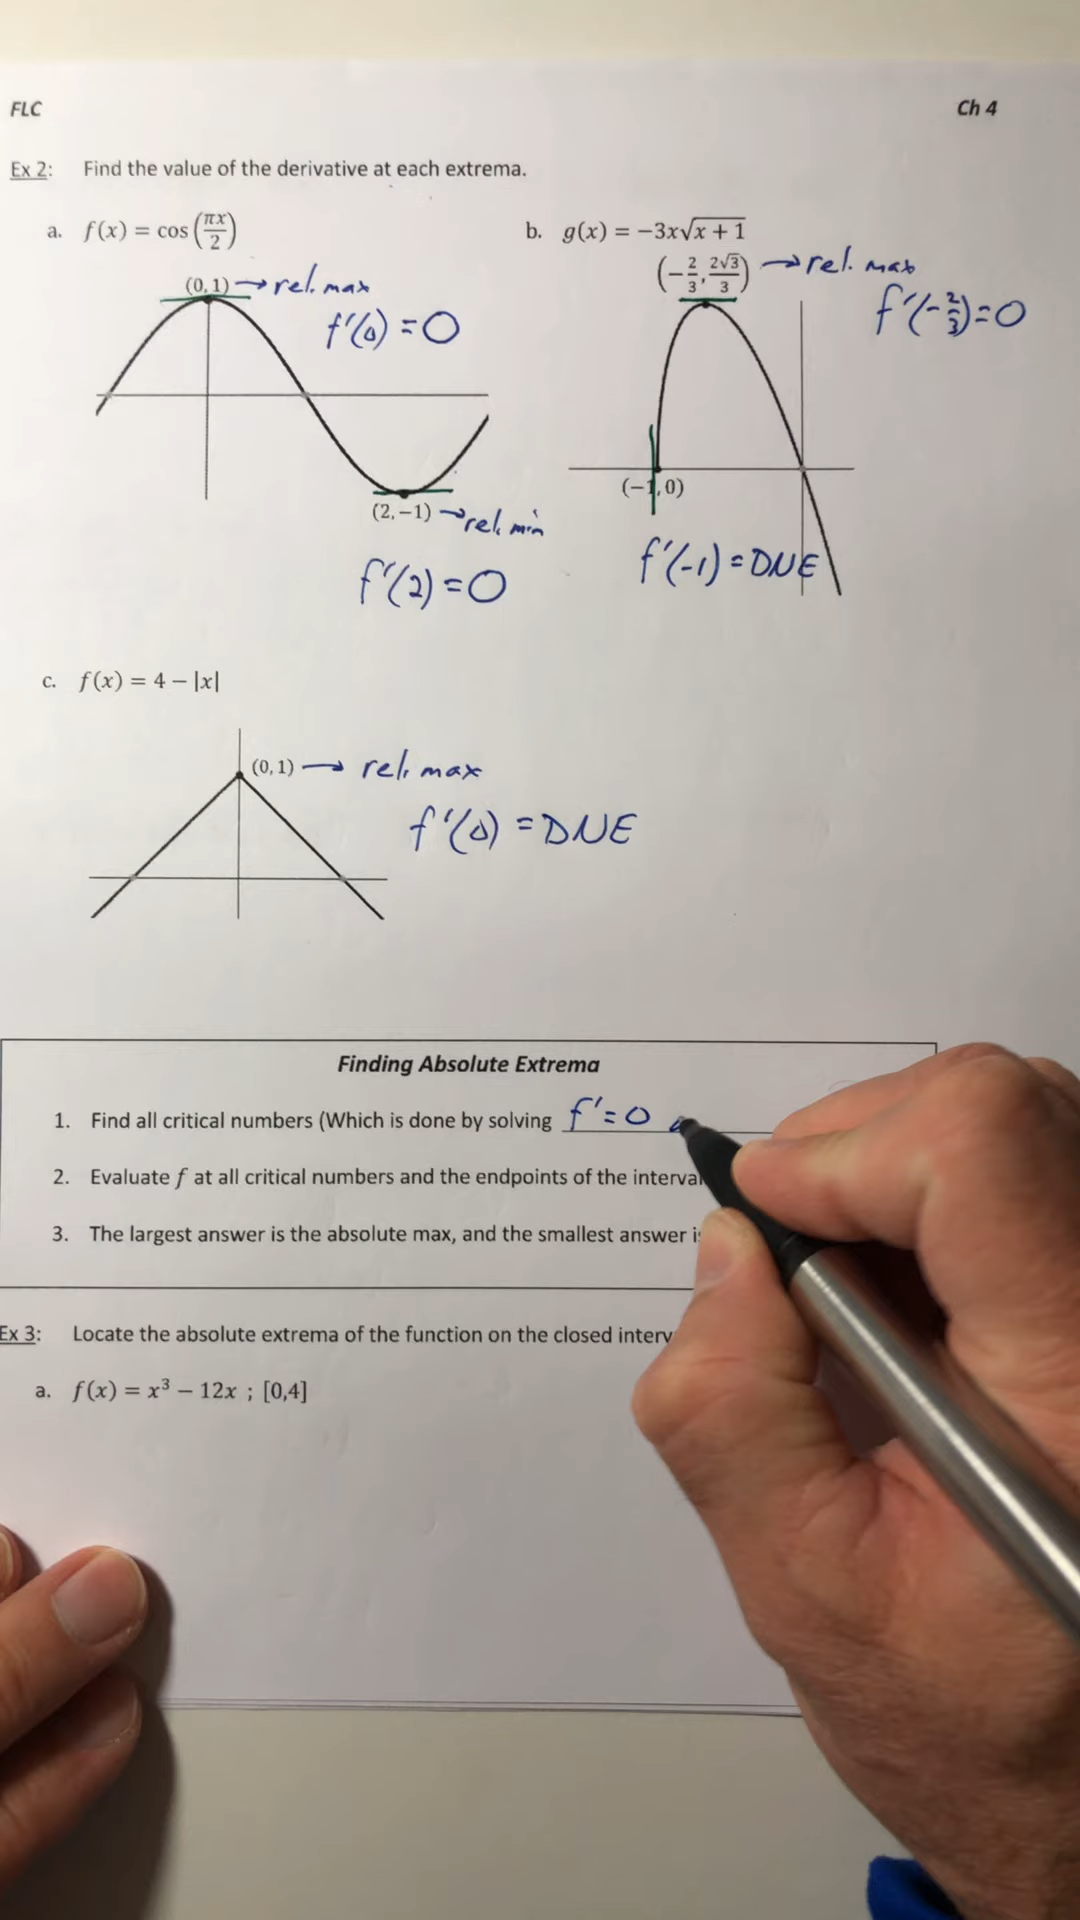 FLC
Ch 4
Ex 2: Find the value of the derivative at each extrema.
a. f(x) = cos(πx/2)
(0, 1) → rel. max
f'(0) = 0
(2, −1) → rel. min
f'(2) = 0
b. g(x) = −3x√(x + 1)
(−2/3, 2√3/3) → rel. max
f'(-2/3) = 0
(−1, 0)
f'(-1) = DNE
c. f(x) = 4 − |x|
(0, 1) → rel. max
f'(0) = DNE
Finding Absolute Extrema
1. Find all critical numbers (Which is done by solving f' = 0
2. Evaluate f at all critical numbers and the endpoints of the
3. The largest answer is the absolute max, and the smallest answer
Ex 3: Locate the absolute extrema of the function on the closed
a. f(x) = x³ − 12x ; [0,4]